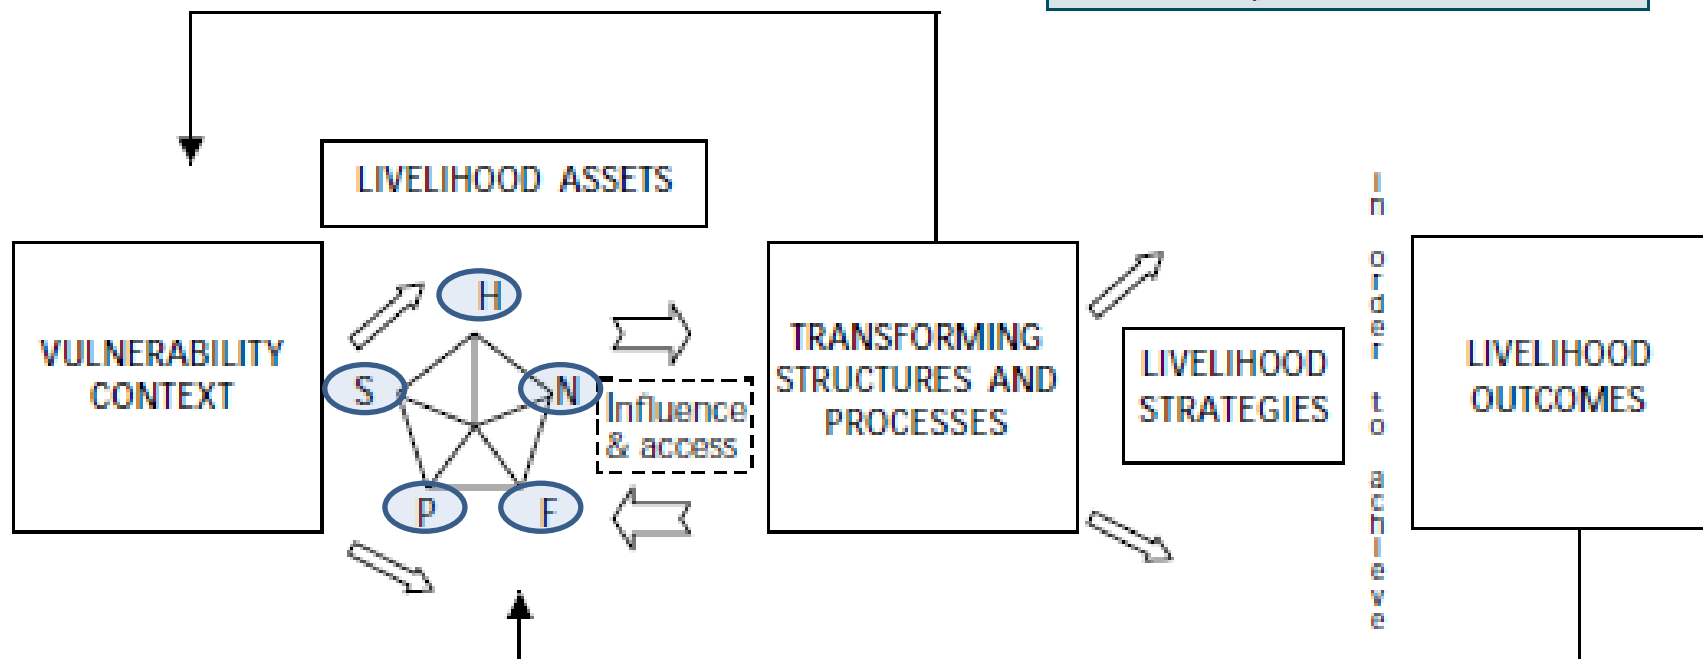 LIVELIHOOD ASSETS
VULNERABILITY
CONTEXT
H
S
N
P
F
Influence
& access
TRANSFORMING
STRUCTURES AND
PROCESSES
LIVELIHOOD
STRATEGIES
In order to achieve
LIVELIHOOD
OUTCOMES